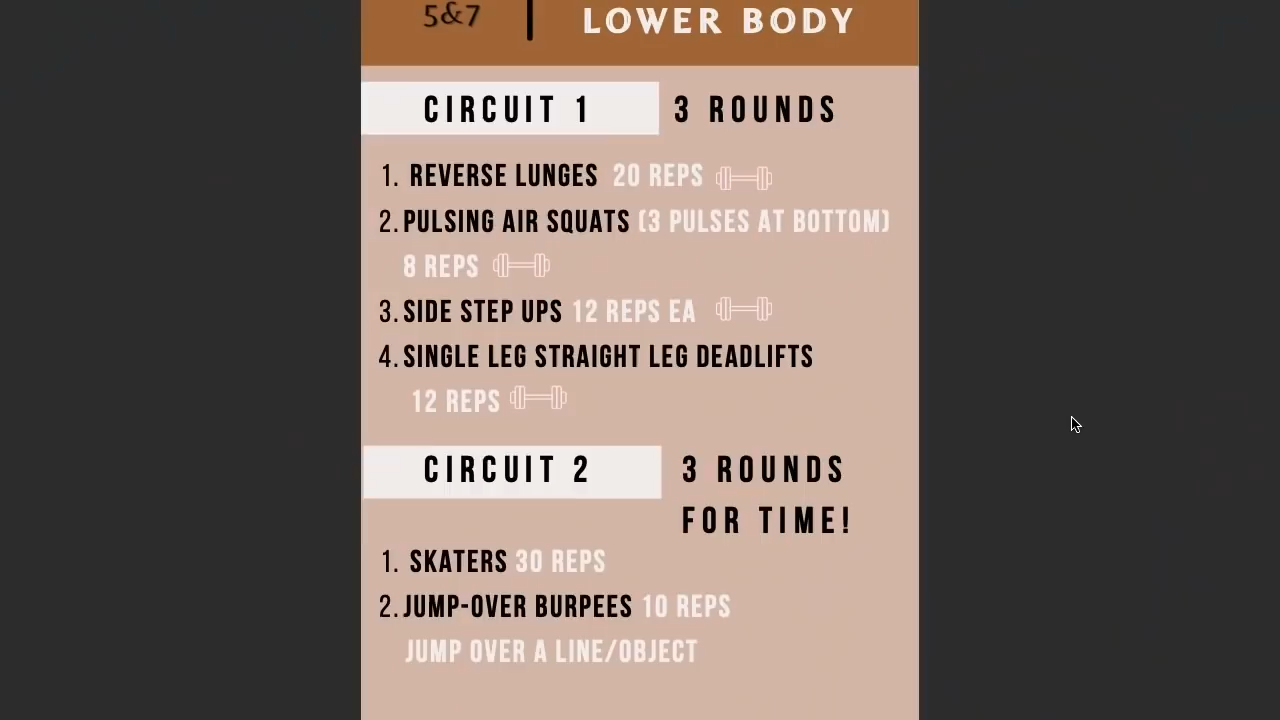 5&7 | LOWER BODY
CIRCUIT 1 3 ROUNDS
1. REVERSE LUNGES 20 REPS
2. PULSING AIR SQUATS (3 PULSES AT BOTTOM)
8 REPS
3. SIDE STEP UPS 12 REPS EA
4. SINGLE LEG STRAIGHT LEG DEADLIFTS
12 REPS
CIRCUIT 2 3 ROUNDS
FOR TIME!
1. SKATERS 30 REPS
2. JUMP-OVER BURPEES 10 REPS
JUMP OVER A LINE/OBJECT